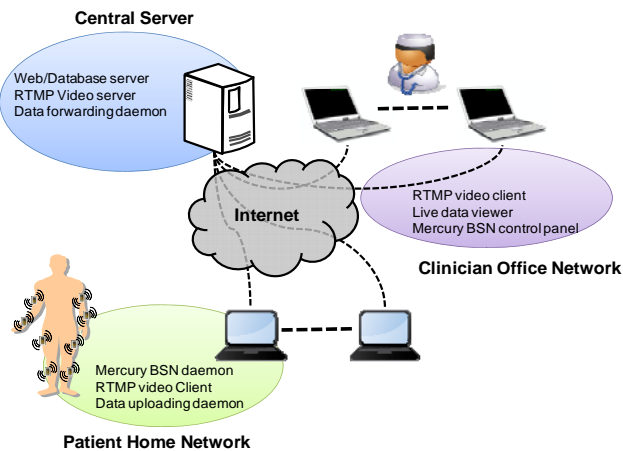 Central Server
Web/Database server
RTMP Video server
Data forwarding daemon
Internet
RTMP video client
Live data viewer
Mercury BSN control panel
Clinician Office Network
Mercury BSN daemon
RTMP video Client
Data uploading daemon
Patient Home Network